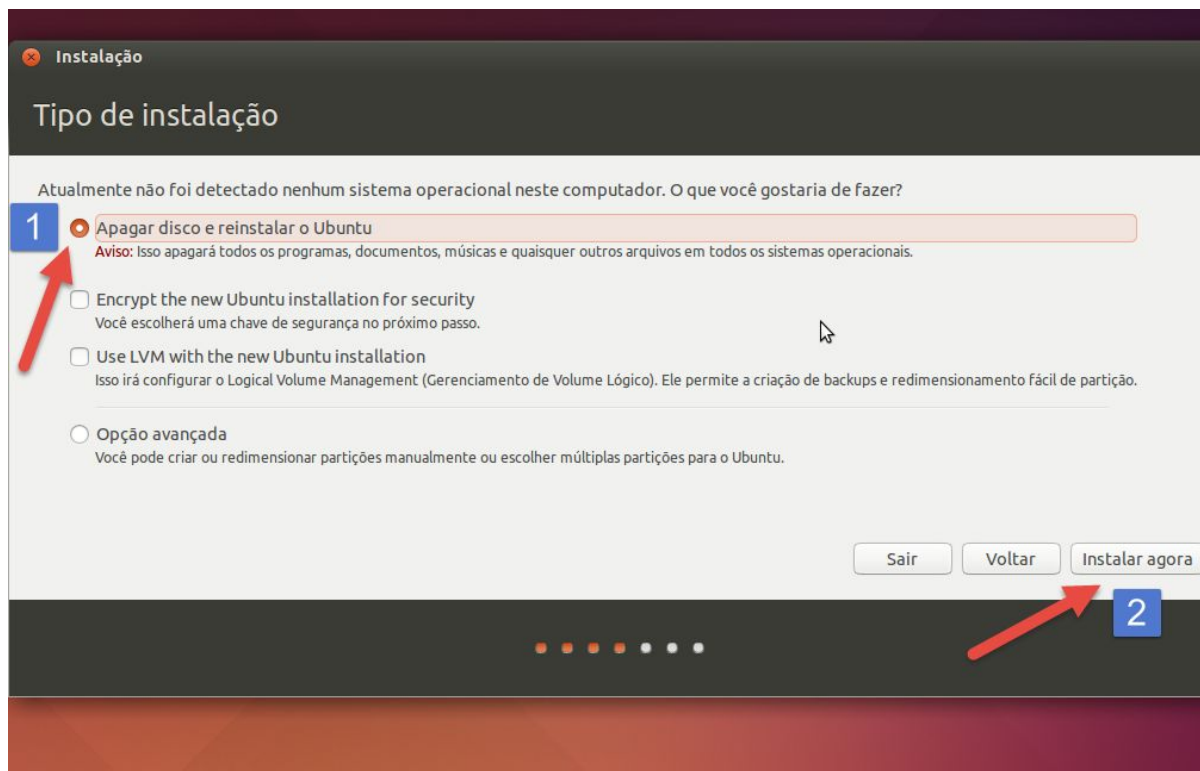 Instalação
Tipo de instalação
Atualmente não foi detectado nenhum sistema operacional neste computador. O que você gostaria de fazer?
1
Apagar disco e reinstalar o Ubuntu
Aviso: Isso apagará todos os programas, documentos, músicas e quaisquer outros arquivos em todos os sistemas operacionais.
Encrypt the new Ubuntu installation for security
Você escolherá uma chave de segurança no próximo passo.
Use LVM with the new Ubuntu installation
Isso irá configurar o Logical Volume Management (Gerenciamento de Volume Lógico). Ele permite a criação de backups e redimensionamento fácil de partição.
Opção avançada
Você pode criar ou redimensionar partições manualmente ou escolher múltiplas partições para o Ubuntu.
Sair Voltar Instalar agora
2